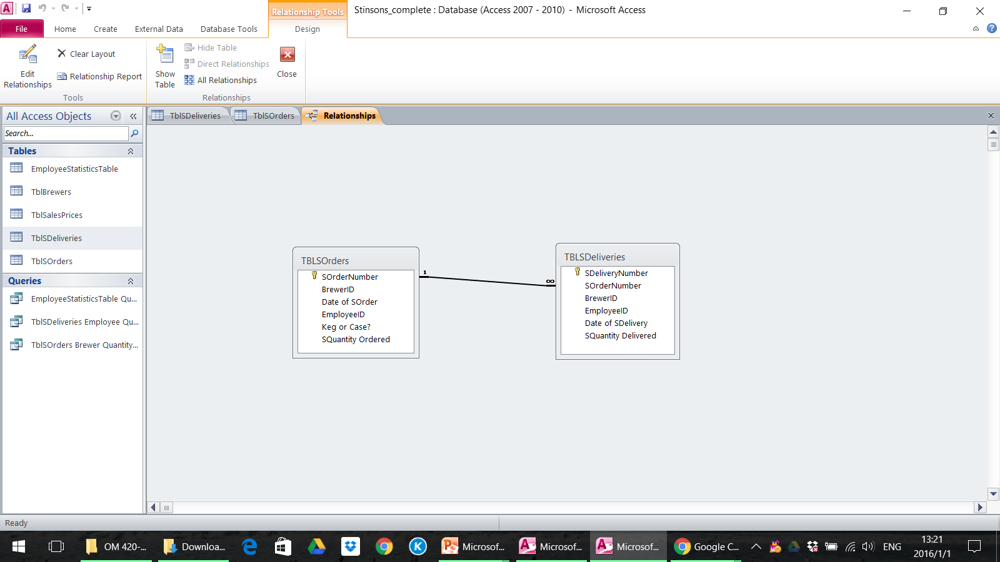 Relationship Tools
Stinsons_complete : Database (Access 2007 - 2010) - Microsoft Access
File
Home
Create
External Data
Database Tools
Design
Edit
Relationships
Clear Layout
Relationship Report
Tools
Show
Table
Hide Table
Direct Relationships
All Relationships
Close
Relationships
All Access Objects
Search...
Tables
EmployeeStatisticsTable
TblBrewers
TblSalesPrices
TblSDeliveries
TblSOrders
Queries
EmployeeStatisticsTable Qu...
TblSDeliveries Employee Qu...
TblSOrders Brewer Quantity...
TblSDeliveries
TblSOrders
Relationships
TBLSOrders
SOrderNumber
BrewerID
Date of SOrder
EmployeeID
Keg or Case?
SQuantity Ordered
1
∞
TBLSDeliveries
SDeliveryNumber
SOrderNumber
BrewerID
EmployeeID
Date of SDelivery
SQuantity Delivered
Ready
OM 420-...
Downloa...
Microsof...
Microsof...
Microsof...
Google C...
ENG
13:21
2016/1/1